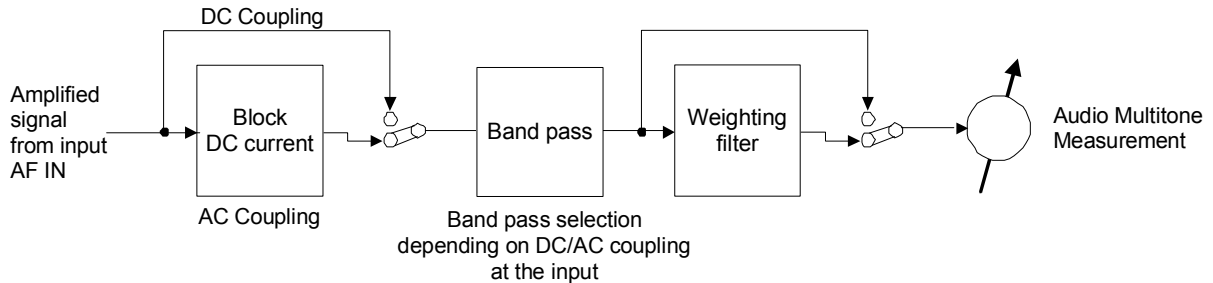 DC Coupling
Amplified
signal
from input
AF IN
Block
DC current
AC Coupling
Band pass
Band pass selection
depending on DC/AC coupling
at the input
Weighting
filter
Audio Multitone
Measurement